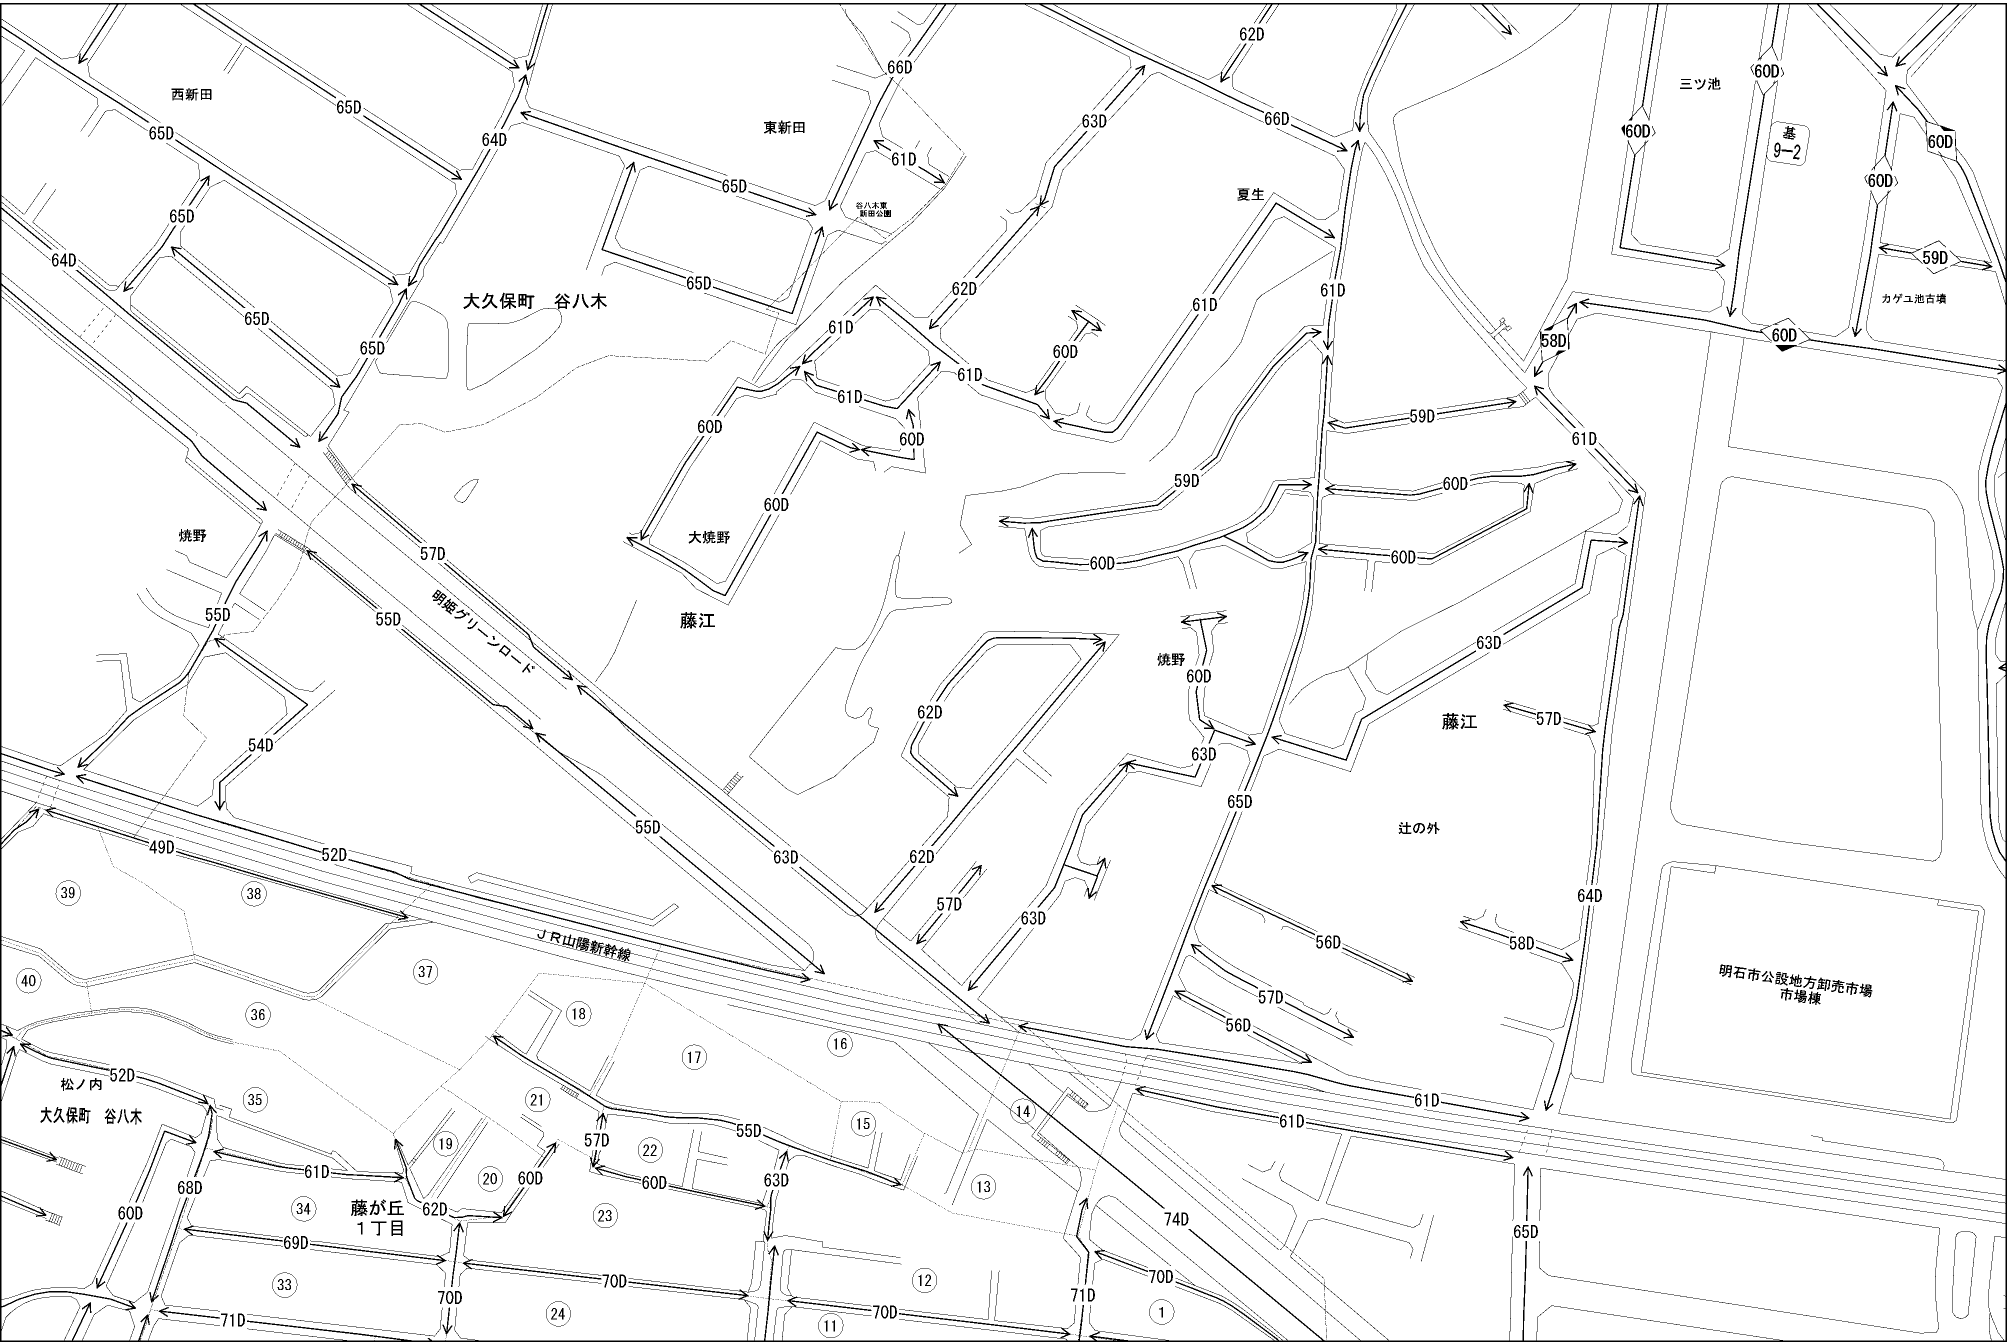 62D
66D
三ツ池
60D
西新田
65D
65D
東新田
63D
66D
60D
基
9-2
60D
64D
61D
60D
65D
65D
夏生
谷八木東
新田公園
64D
65D
大久保町 谷八木
65D
62D
61D
61D
59D
カゲユ池古墳
65D
61D
60D
58D
60D
61D
61D
59D
60D
60D
61D
59D
60D
60D
焼野
大焼野
57D
60D
60D
55D
55D
明姫グリーンロード
藤江
63D
焼野
60D
62D
藤江
57D
54D
63D
65D
辻の外
55D
49D
52D
63D
62D
39
38
57D
63D
64D
56D
58D
JR山陽新幹線
40
37
明石市公設地方卸売市場
市場棟
57D
36
18
56D
16
17
52D
松ノ内
35
21
61D
14
61D
大久保町 谷八木
19
57D
22
55D
15
61D
20
60D
60D
63D
13
68D
60D
34
藤が丘
1丁目
62D
23
74D
65D
69D
33
70D
70D
12
70D
71D
24
70D
11
71D
1